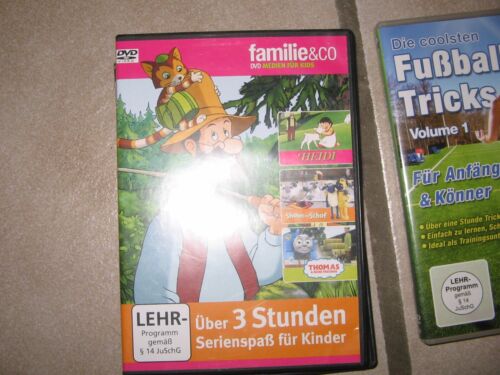 DVD
familie&co
DVD MEDIEN FÜR KIDS
HEIDI
Shaun das Schaf
THOMAS
LEHR-
Programm
gemäß
§ 14 JuSchG
Über 3 Stunden
Serienspaß für Kinder
Die coolsten
Fußbal
Tricks
Volume 1
Für Anfäng
& Könner
• Über eine Stunde Tric
• Einfach zu lernen, Sch
• Ideal als Trainingsunt
LEHR-
Programm
gemäß
§ 14
JuSchG